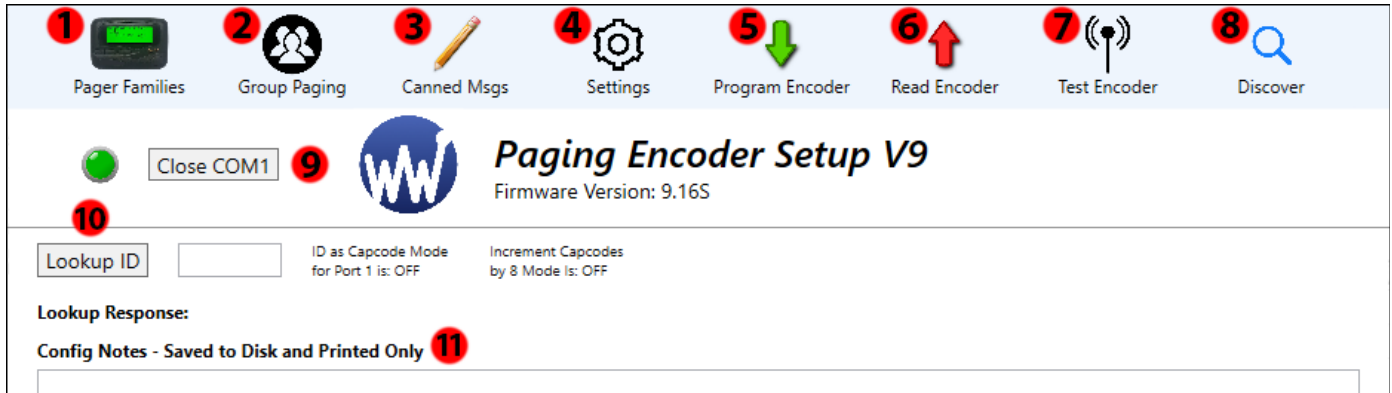 1 2 3 4 5 6 7 8
Pager Families Group Paging Canned Msgs Settings Program Encoder Read Encoder Test Encoder Discover
Close COM1 9 WW Paging Encoder Setup V9
Firmware Version: 9.16S
10
Lookup ID ID as Capcode Mode Increment Capcodes
for Port 1 is: OFF by 8 Mode Is: OFF
Lookup Response:
Config Notes - Saved to Disk and Printed Only 11